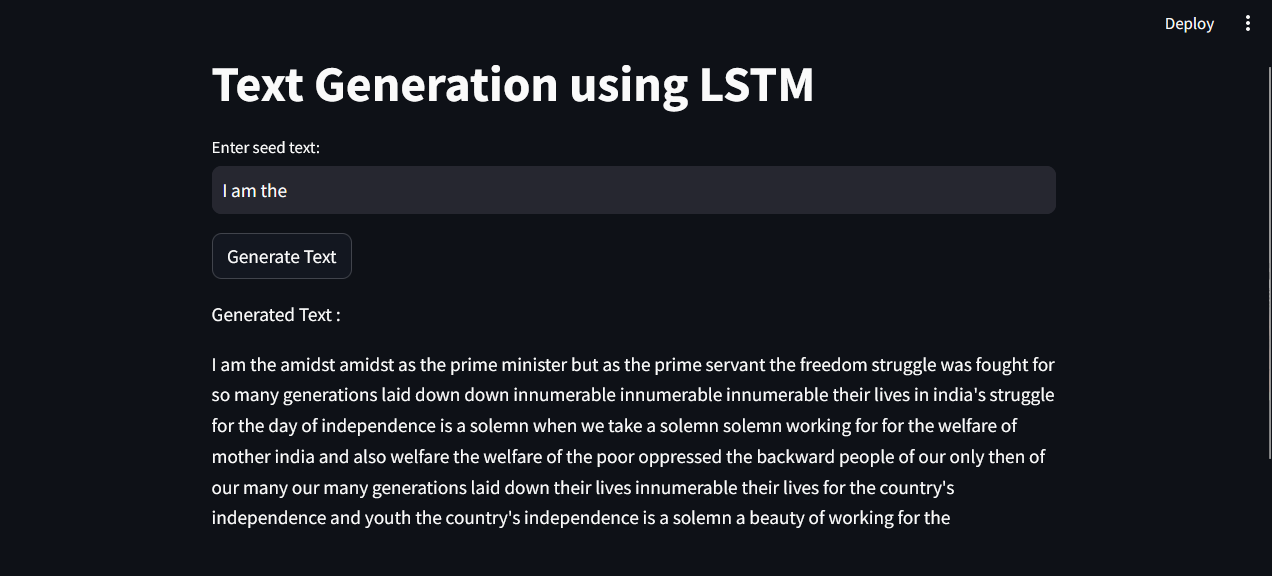 Deploy
Text Generation using LSTM
Enter seed text:
I am the
Generate Text
Generated Text :
I am the amidst amidst as the prime minister but as the prime servant the freedom struggle was fought for
so many generations laid down down innumerable innumerable innumerable their lives in india's struggle
for the day of independence is a solemn when we take a solemn solemn working for for the welfare of
mother india and also welfare the welfare of the poor oppressed the backward people of our only then of
our many our many generations laid down their lives innumerable their lives for the country's
independence and youth the country's independence is a solemn a beauty of working for the